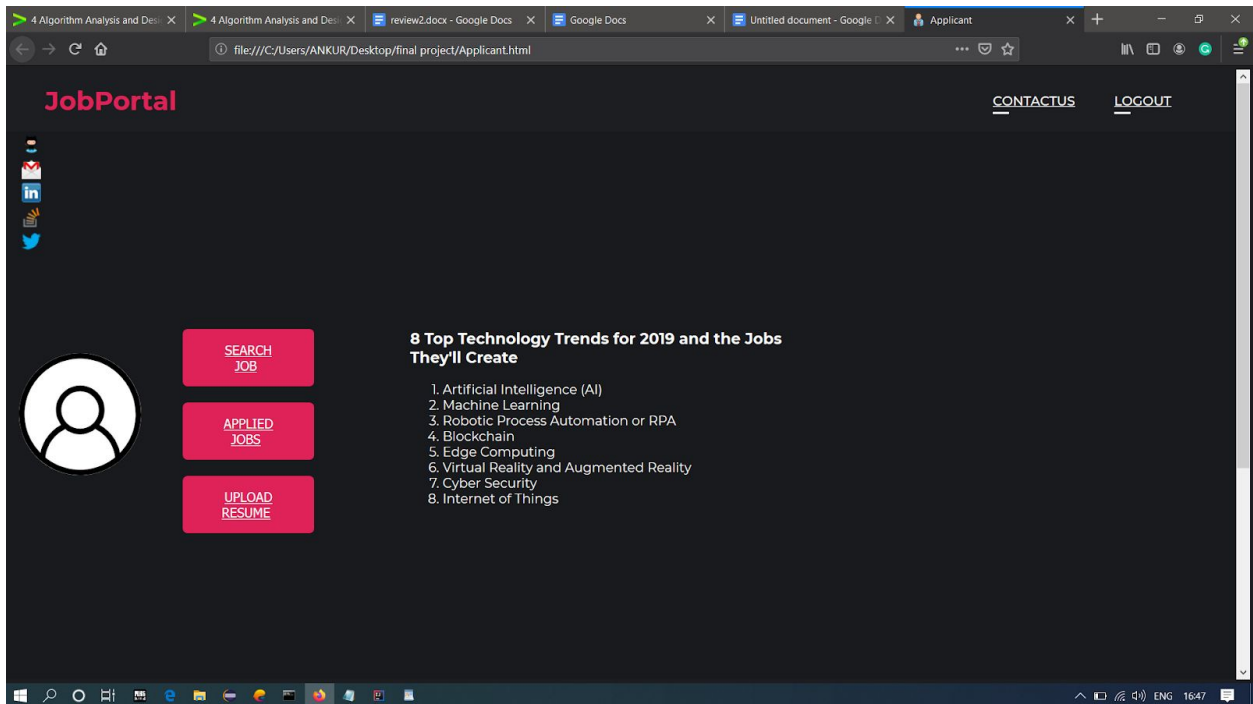 4 Algorithm Analysis and Desi
4 Algorithm Analysis and Desi
review2.docx - Google Docs
Google Docs
Untitled document - Google D
Applicant
file:///C:/Users/ANKUR/Desktop/final project/Applicant.html
JobPortal
CONTACTUS
LOGOUT
in
SEARCH
JOB
APPLIED
JOBS
UPLOAD
RESUME
8 Top Technology Trends for 2019 and the Jobs
They'll Create
1. Artificial Intelligence (AI)
2. Machine Learning
3. Robotic Process Automation or RPA
4. Blockchain
5. Edge Computing
6. Virtual Reality and Augmented Reality
7. Cyber Security
8. Internet of Things
ENG 16:47